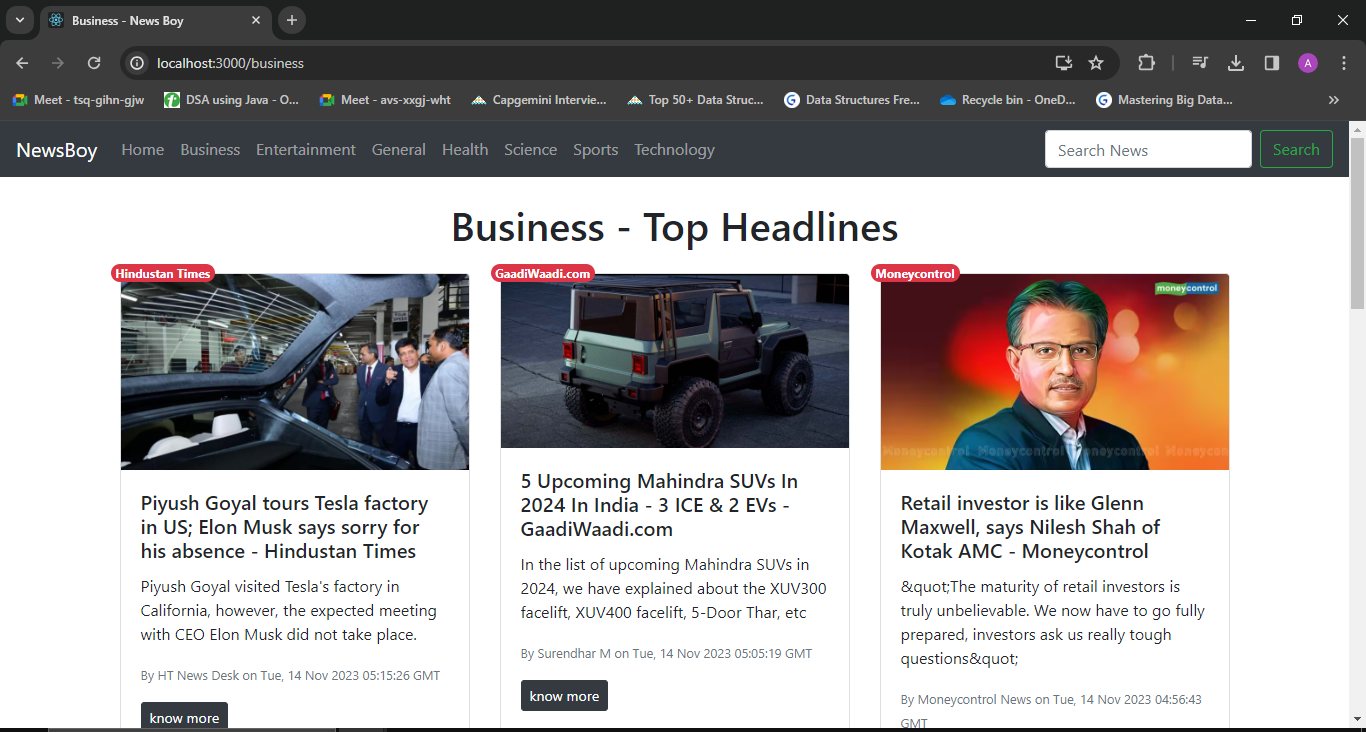 Business - News Boy
localhost:3000/business
A
Meet - tsq-gihn-gjw
DSA using Java - O...
Meet - avs-xxgj-wht
Capgemini Intervie...
Top 50+ Data Struc...
Data Structures Fre...
Recycle bin - OneD...
Mastering Big Data...
NewsBoy Home Business Entertainment General Health Science Sports Technology
Search News Search
Business - Top Headlines
Hindustan Times
Piyush Goyal tours Tesla factory
in US; Elon Musk says sorry for
his absence - Hindustan Times
Piyush Goyal visited Tesla's factory in
California, however, the expected meeting
with CEO Elon Musk did not take place.
By HT News Desk on Tue, 14 Nov 2023 05:15:26 GMT
know more
GaadiWaadi.com
5 Upcoming Mahindra SUVs In
2024 In India - 3 ICE & 2 EVs -
GaadiWaadi.com
In the list of upcoming Mahindra SUVs in
2024, we have explained about the XUV300
facelift, XUV400 facelift, 5-Door Thar, etc
By Surendhar M on Tue, 14 Nov 2023 05:05:19 GMT
know more
Moneycontrol
moneycontrol
Moneycontrol Moneycontrol Moneycontrol
Retail investor is like Glenn
Maxwell, says Nilesh Shah of
Kotak AMC - Moneycontrol
&quot;The maturity of retail investors is
truly unbelievable. We now have to go fully
prepared, investors ask us really tough
questions&quot;
By Moneycontrol News on Tue, 14 Nov 2023 04:56:43
GMT